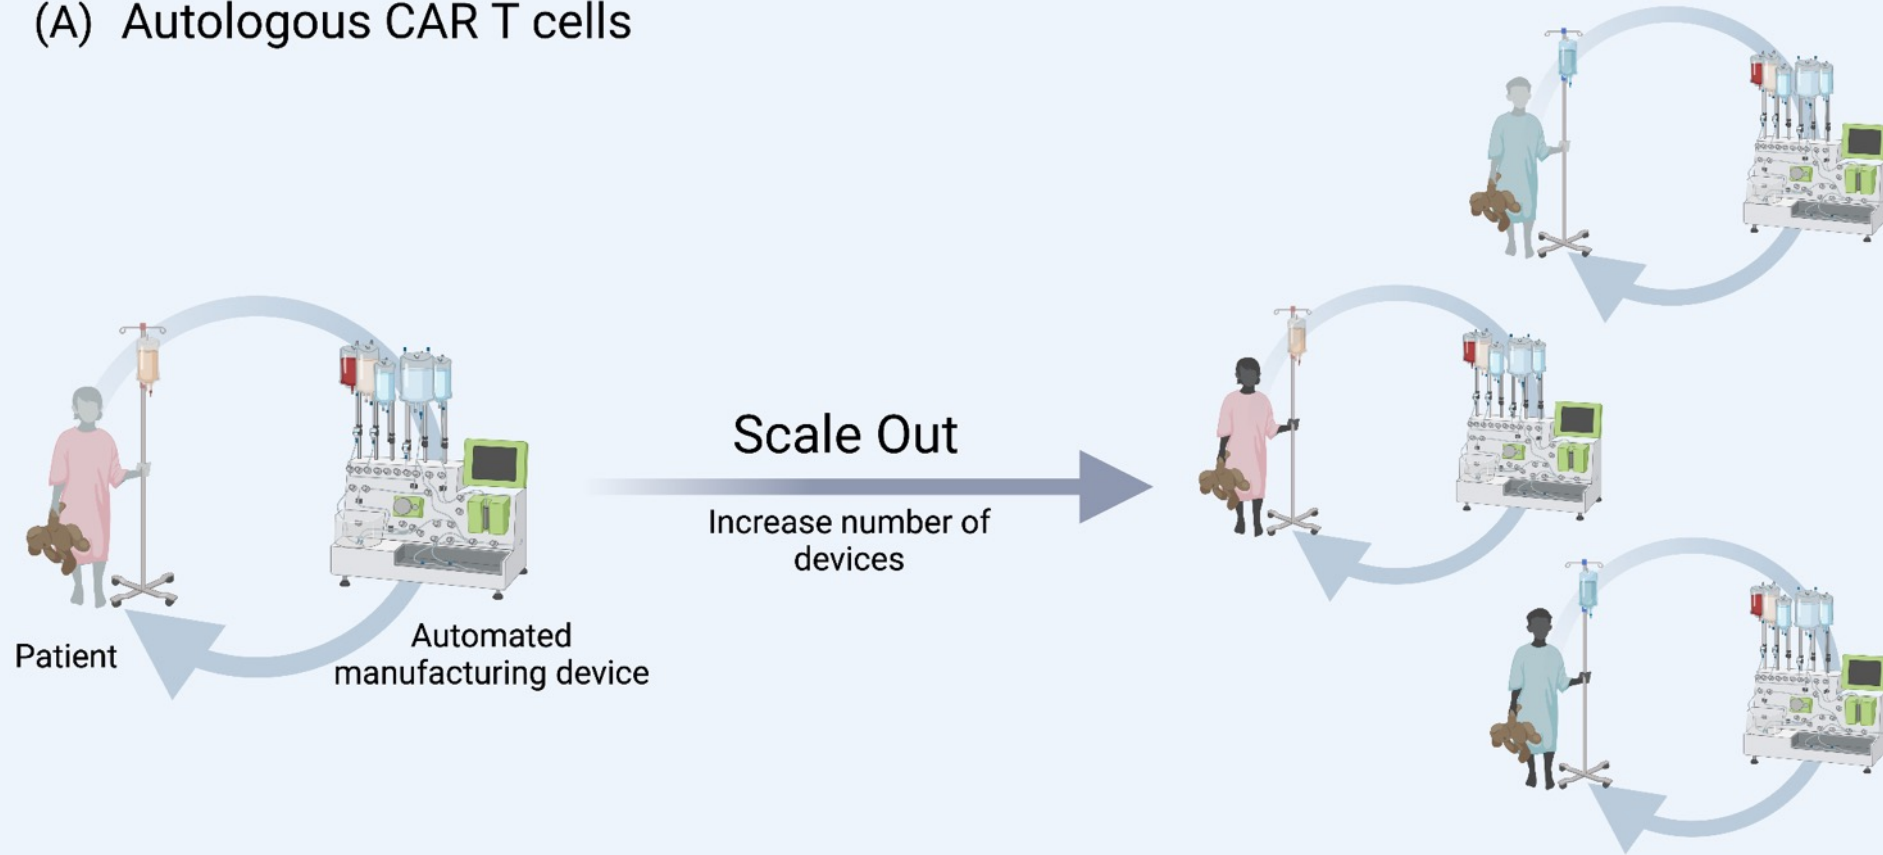 (A) Autologous CAR T cells
Scale Out
Increase number of
devices
Patient
Automated
manufacturing device